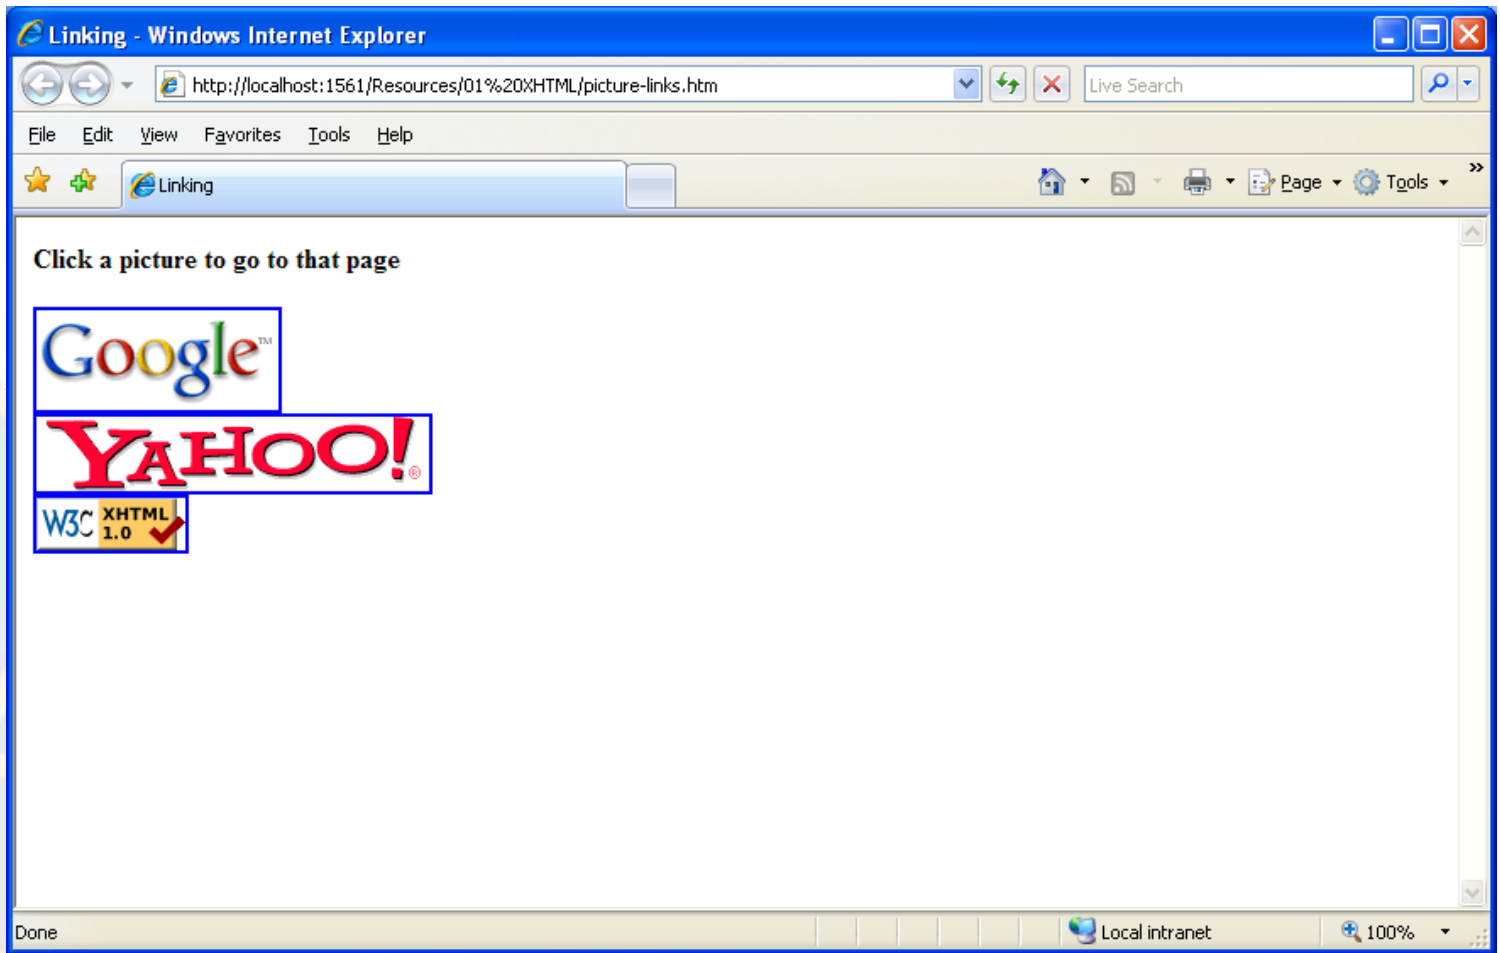 Linking - Windows Internet Explorer
http://localhost:1561/Resources/01%20XHTML/picture-links.htm
Live Search
File Edit View Favorites Tools Help
Linking
Page
Tools
Click a picture to go to that page
Google™
YAHOO!®
W3C XHTML
1.0
Done
Local intranet
100%